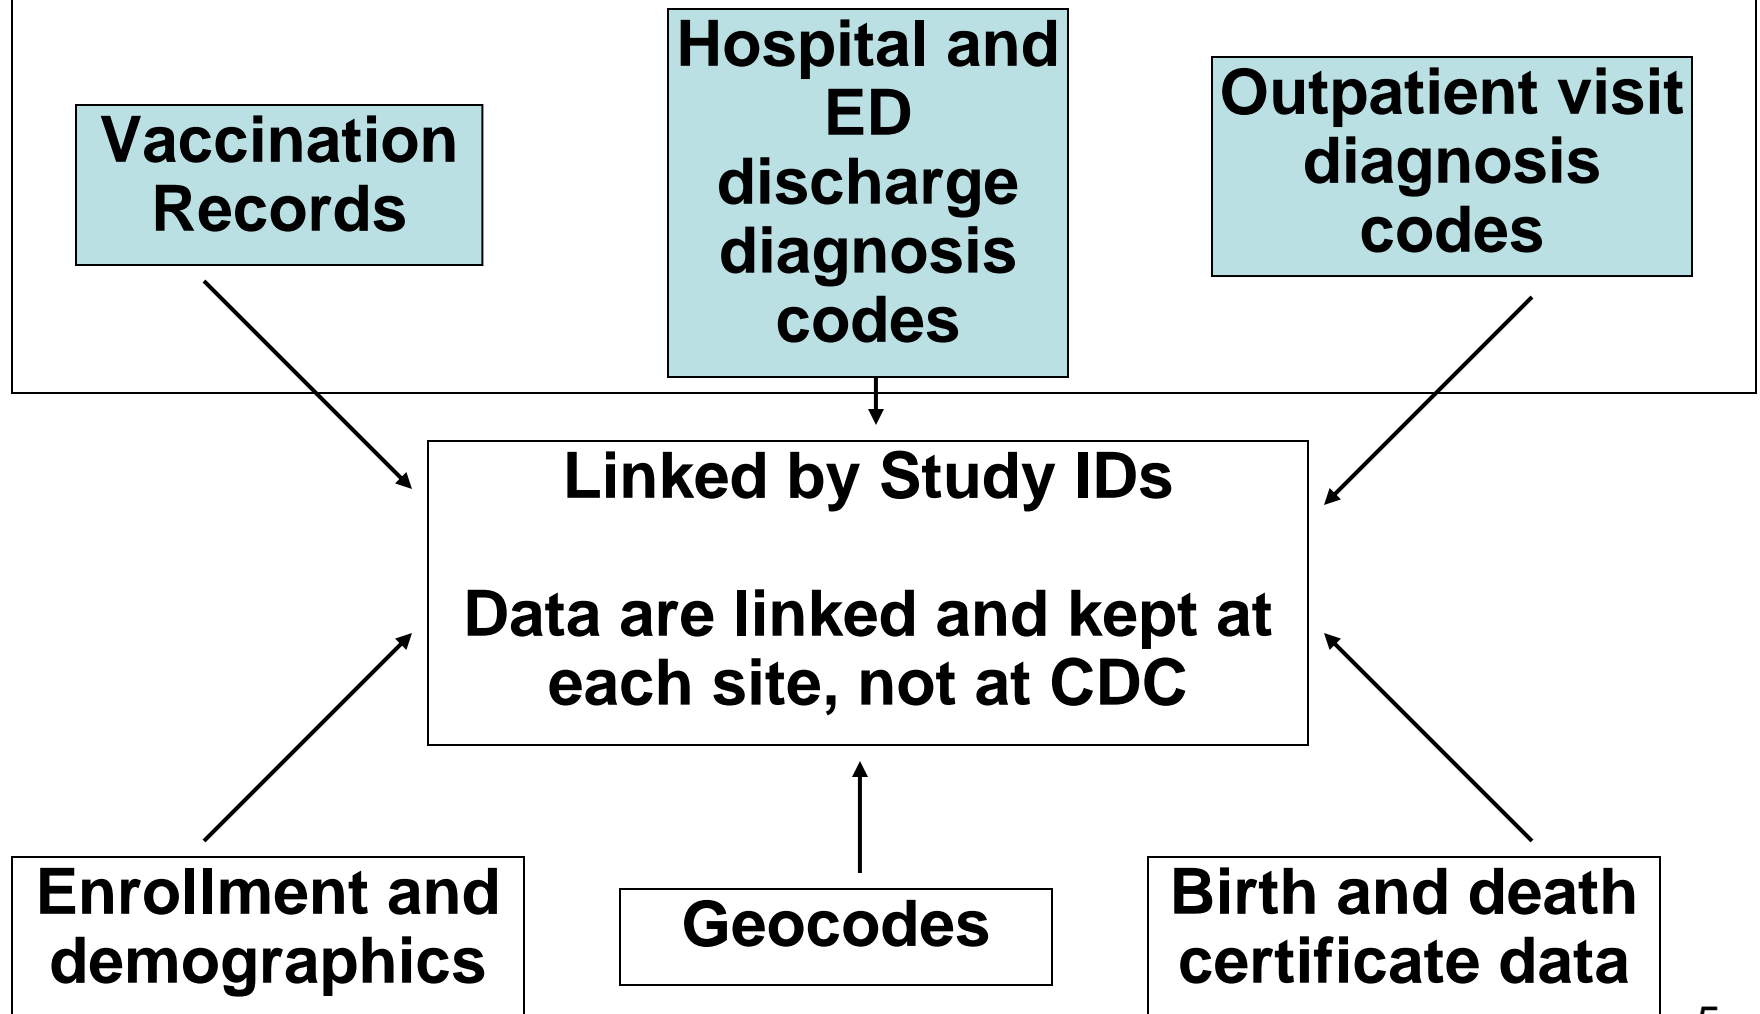 Vaccination
Records
Hospital and
ED
discharge
diagnosis
codes
Outpatient visit
diagnosis
codes
Linked by Study IDs
Data are linked and kept at
each site, not at CDC
Enrollment and
demographics
Geocodes
Birth and death
certificate data